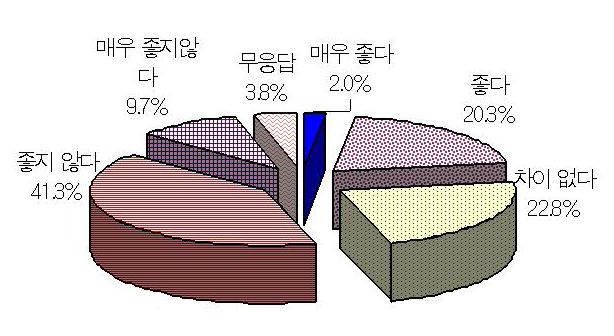 매우 좋지않
다
9.7%
무응답
3.8%
매우 좋다
2.0%
좋다
20.3%
좋지 않다
41.3%
차이 없다
22.8%